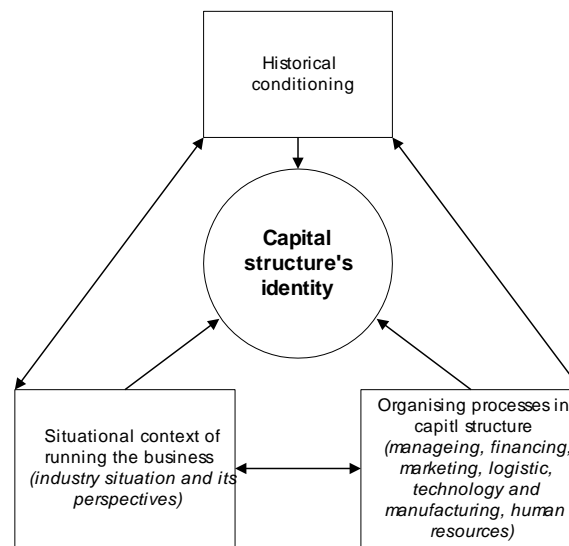 Historical
conditioning
Capital
structure's
identity
Situational context of
running the business
(industry situation and its
perspectives)
Organising processes in
capitl structure
(manageing, financing,
marketing, logistic,
technology and
manufacturing, human
resources)